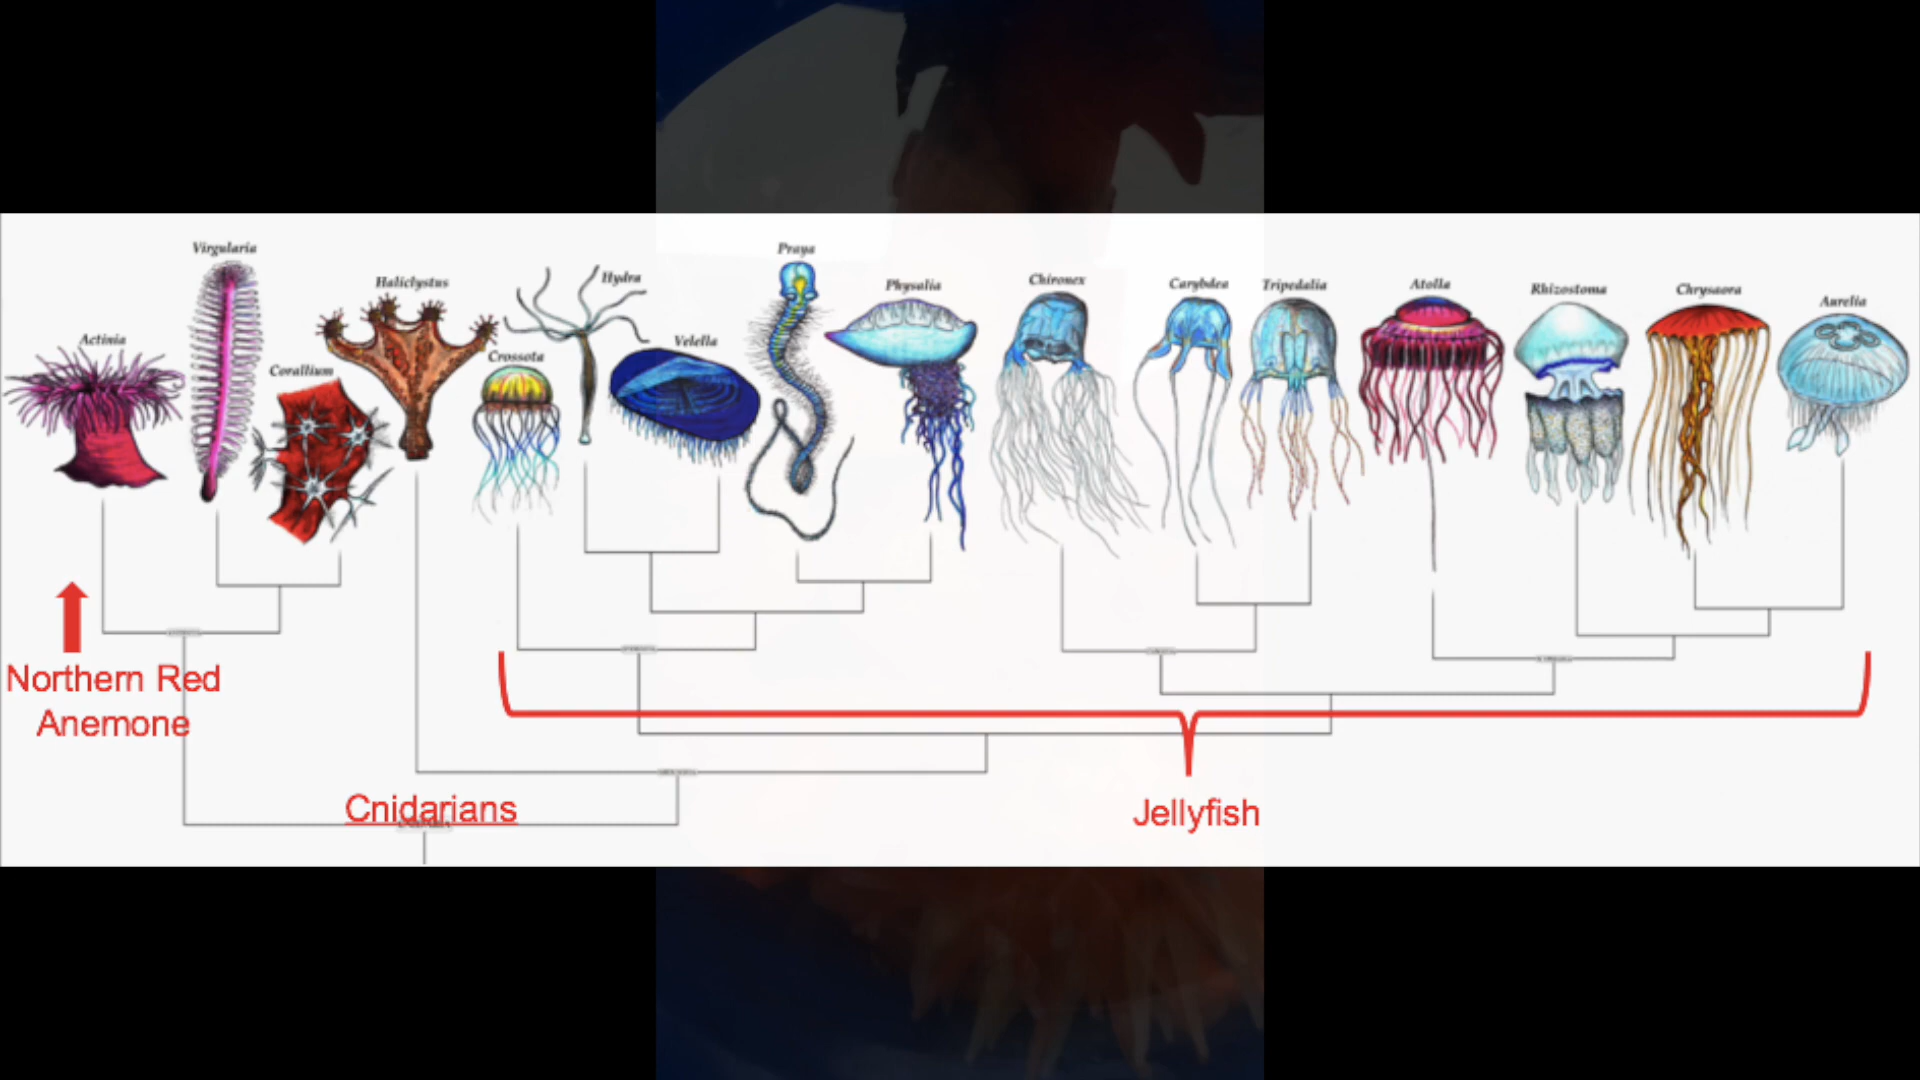 Actinia
Virgularia
Corallium
Haliclystus
Crossota
Hydra
Velella
Praya
Physalia
Chironex
Carybdea
Tripedalia
Atolla
Rhizostoma
Chrysaora
Aurelia
Northern Red
Anemone
Cnidarians
Jellyfish